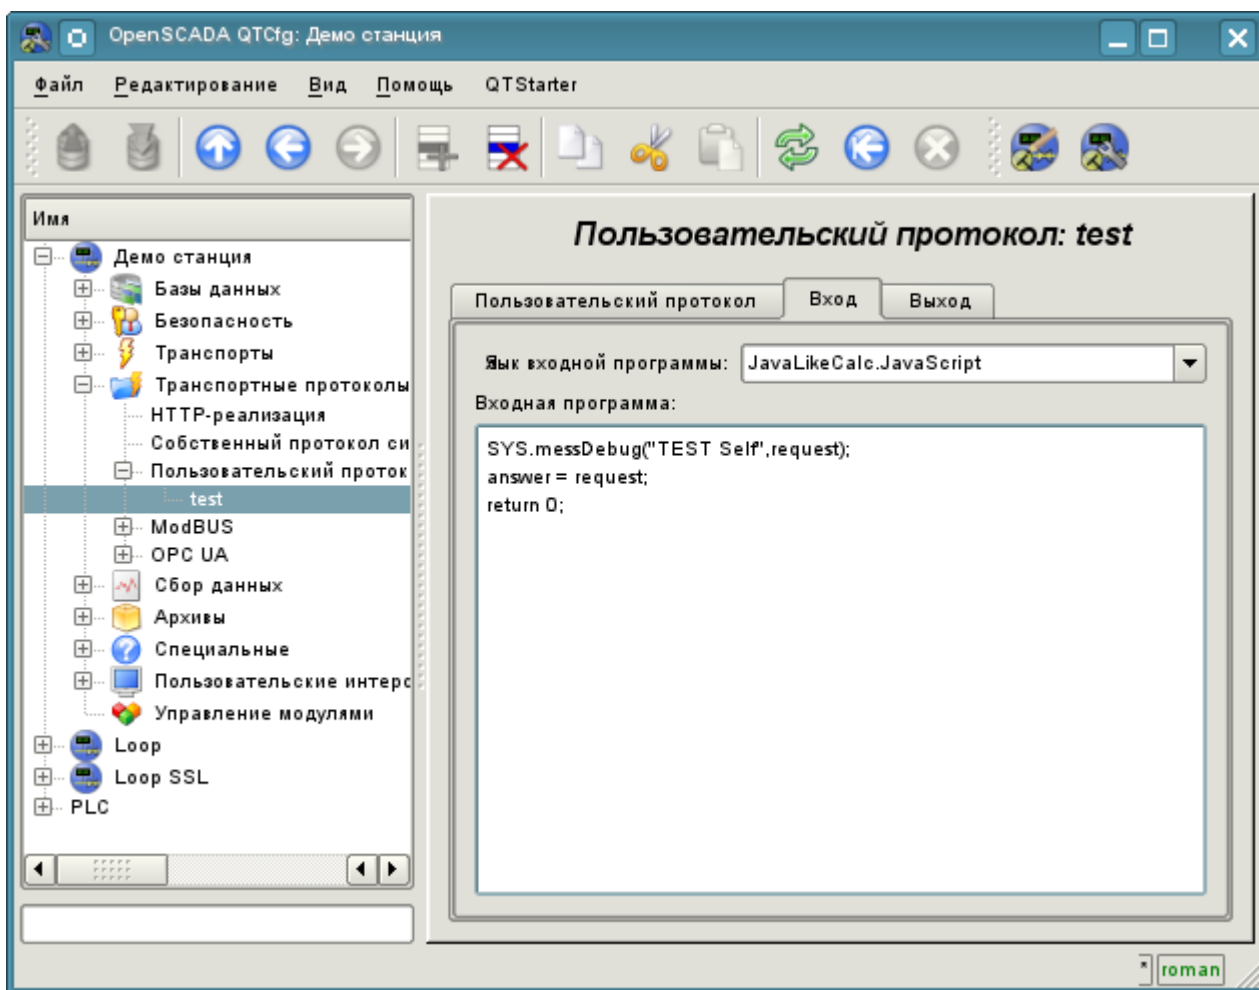 OpenSCADA QTCfg: Демо станция
Файл Редактирование Вид Помощь QTStarter
Имя
Демо станция
Базы данных
Безопасность
Транспорты
Транспортные протоколы
HTTP-реализация
Собственный протокол си
Пользовательский проток
test
ModBUS
OPC UA
Сбор данных
Архивы
Специальные
Пользовательские интерс
Управление модулями
Loop
Loop SSL
PLC
Пользовательский протокол: test
Пользовательский протокол Вход Выход
Язык входной программы: JavaLikeCalc.JavaScript
Входная программа:
SYS.messDebug("TEST Self",request);
answer = request;
return 0;
* roman